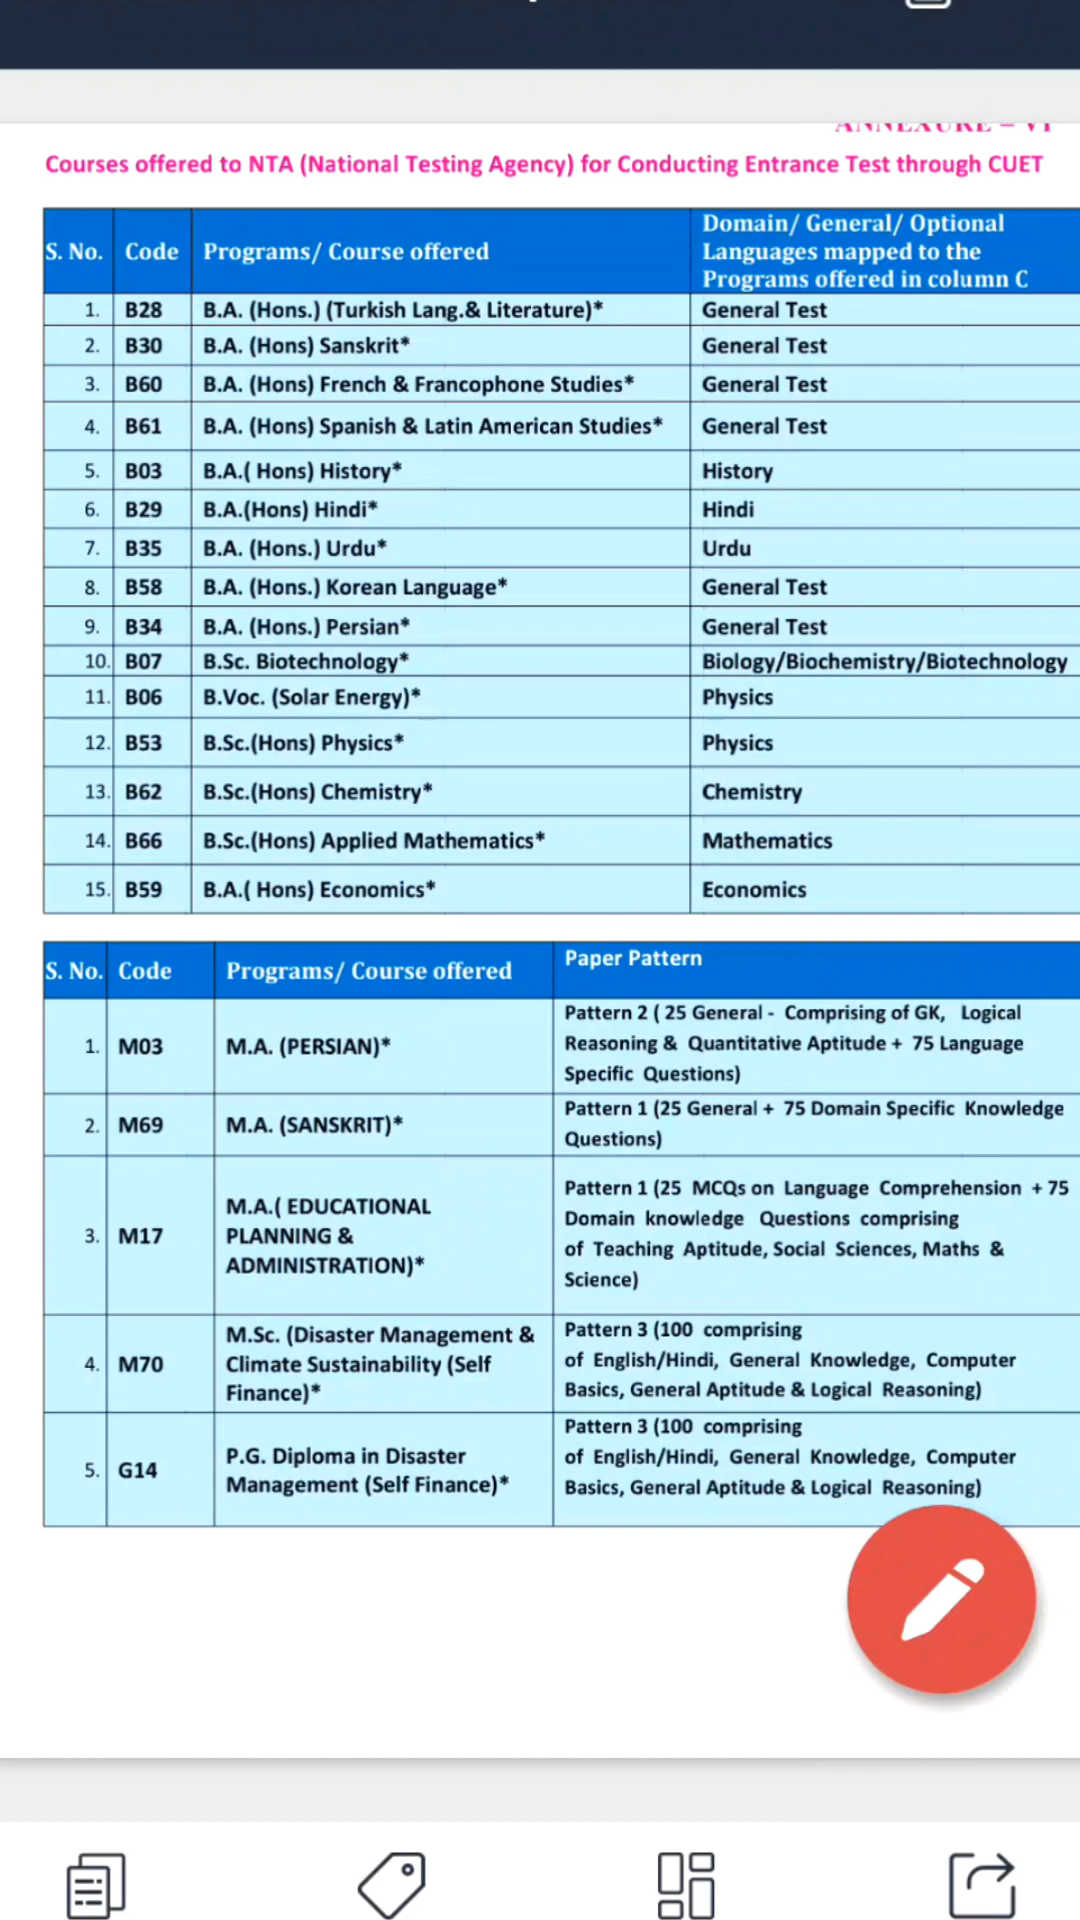 ANNEXURE – VI
Courses offered to NTA (National Testing Agency) for Conducting Entrance Test through CUET
S. No. Code Programs/ Course offered Domain/ General/ Optional
Languages mapped to the
Programs offered in column C
1. B28 B.A. (Hons.) (Turkish Lang.& Literature)* General Test
2. B30 B.A. (Hons) Sanskrit* General Test
3. B60 B.A. (Hons) French & Francophone Studies* General Test
4. B61 B.A. (Hons) Spanish & Latin American Studies* General Test
5. B03 B.A.( Hons) History* History
6. B29 B.A.(Hons) Hindi* Hindi
7. B35 B.A. (Hons.) Urdu* Urdu
8. B58 B.A. (Hons.) Korean Language* General Test
9. B34 B.A. (Hons.) Persian* General Test
10. B07 B.Sc. Biotechnology* Biology/Biochemistry/Biotechnology
11. B06 B.Voc. (Solar Energy)* Physics
12. B53 B.Sc.(Hons) Physics* Physics
13. B62 B.Sc.(Hons) Chemistry* Chemistry
14. B66 B.Sc.(Hons) Applied Mathematics* Mathematics
15. B59 B.A.( Hons) Economics* Economics
S. No. Code Programs/ Course offered Paper Pattern
1. M03 M.A. (PERSIAN)* Pattern 2 ( 25 General - Comprising of GK, Logical
Reasoning & Quantitative Aptitude + 75 Language
Specific Questions)
2. M69 M.A. (SANSKRIT)* Pattern 1 (25 General + 75 Domain Specific Knowledge
Questions)
3. M17 M.A.( EDUCATIONAL
PLANNING &
ADMINISTRATION)*
Pattern 1 (25 MCQs on Language Comprehension + 75
Domain knowledge Questions comprising
of Teaching Aptitude, Social Sciences, Maths &
Science)
4. M70 M.Sc. (Disaster Management &
Climate Sustainability (Self
Finance)*
Pattern 3 (100 comprising
of English/Hindi, General Knowledge, Computer
Basics, General Aptitude & Logical Reasoning)
5. G14 P.G. Diploma in Disaster
Management (Self Finance)*
Pattern 3 (100 comprising
of English/Hindi, General Knowledge, Computer
Basics, General Aptitude & Logical Reasoning)